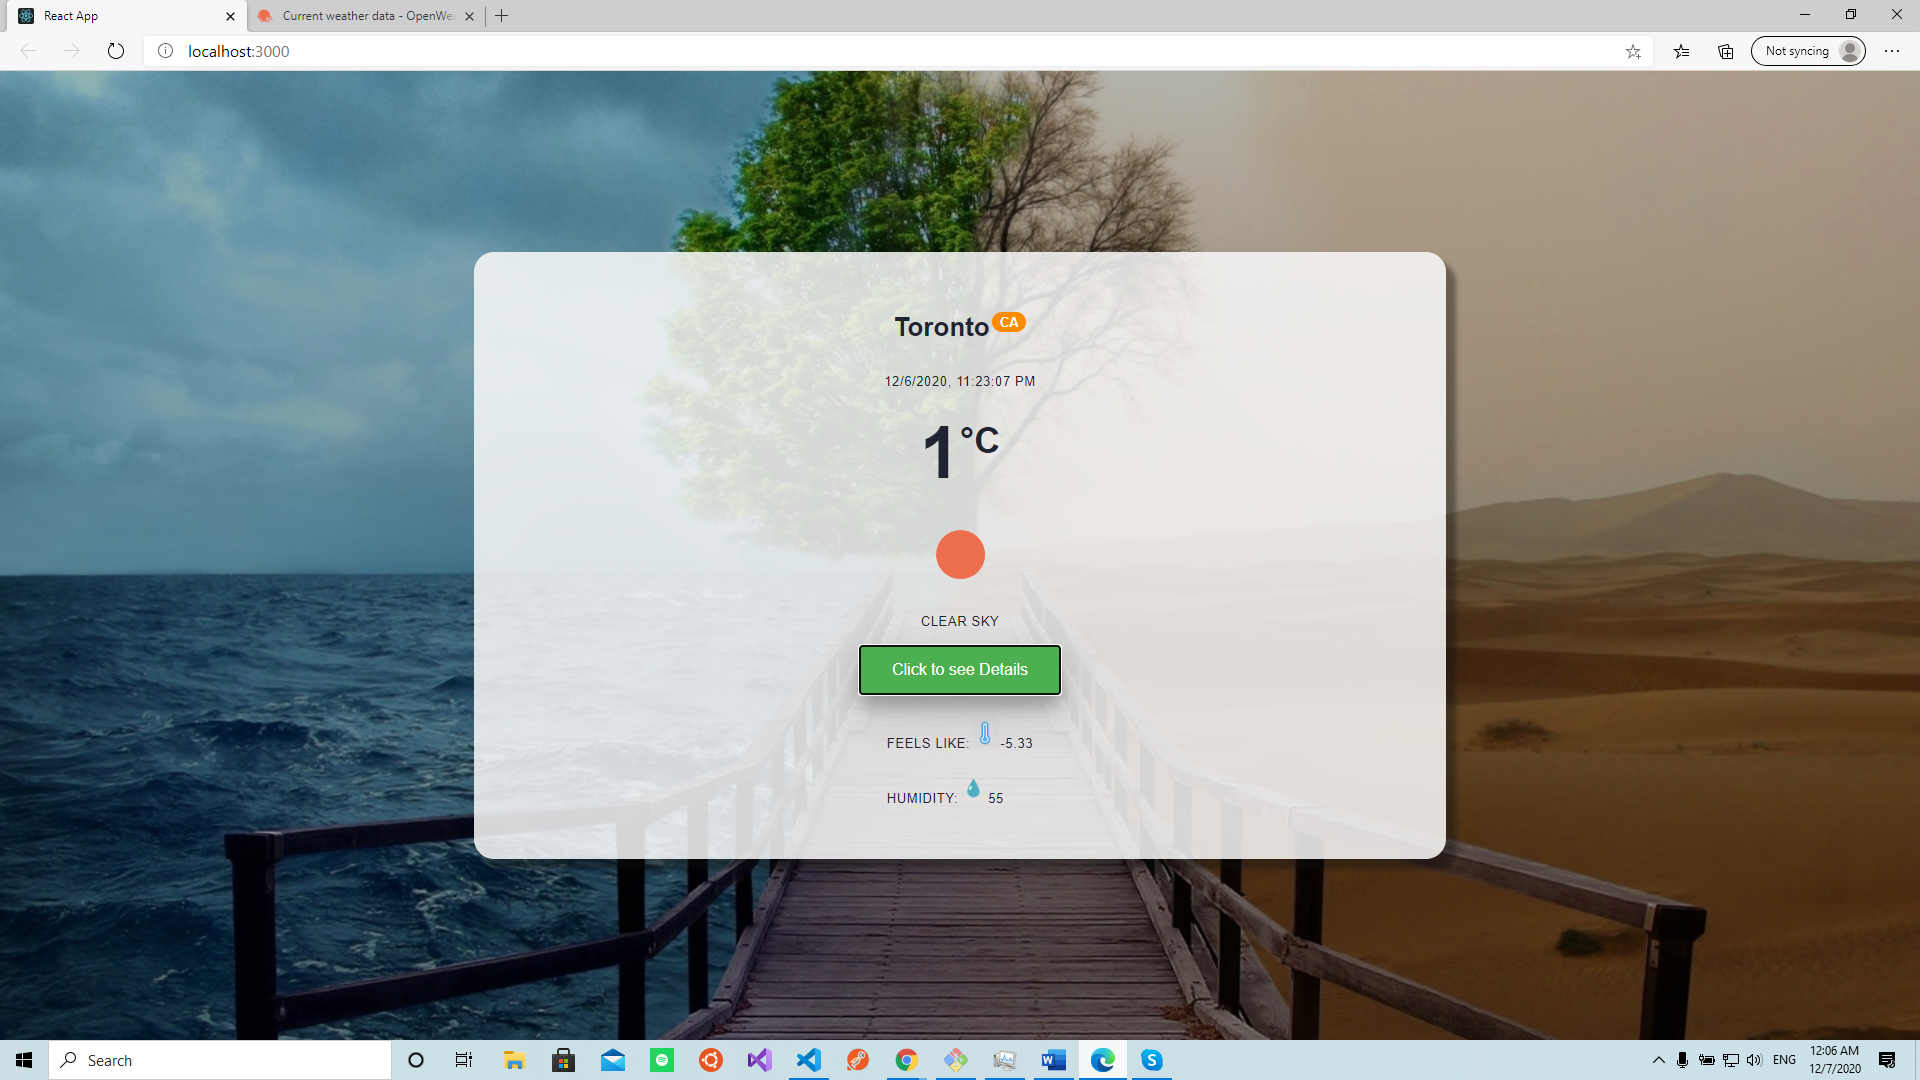 React App
Current weather data - OpenWea
localhost:3000
Not syncing
Toronto CA
12/6/2020, 11:23:07 PM
1°C
CLEAR SKY
Click to see Details
FEELS LIKE: -5.33
HUMIDITY: 55
Search
ENG
12:06 AM
12/7/2020